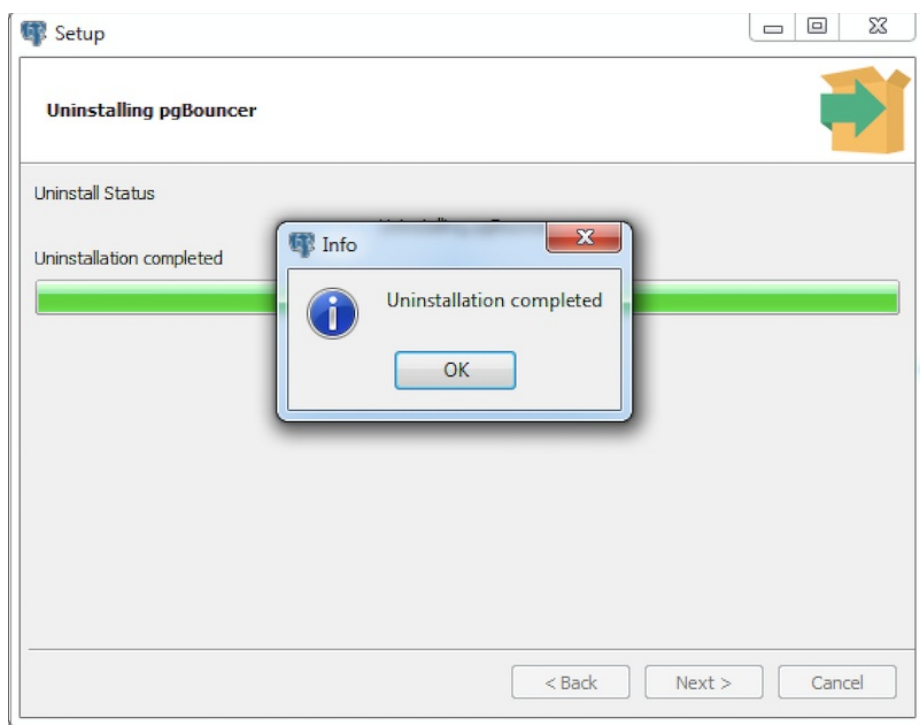 Setup
Uninstalling pgBouncer
Uninstall Status
Uninstallation completed
Info
Uninstallation completed
OK
< Back
Next >
Cancel